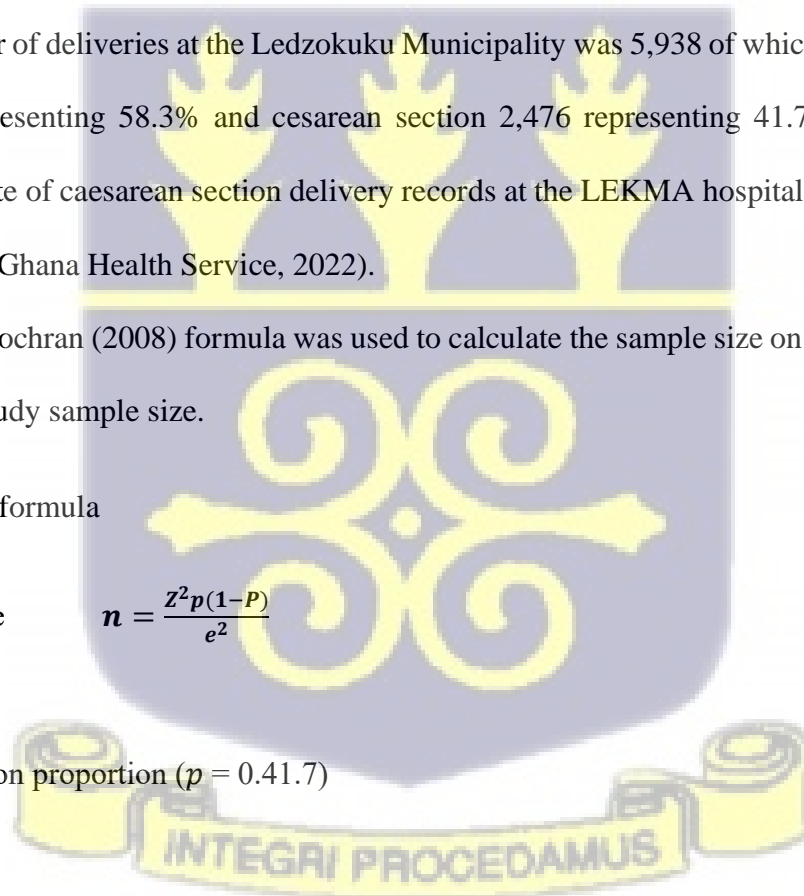 r of deliveries at the Ledzokuku Municipality was 5,938 of whic
esenting 58.3% and cesarean section 2,476 representing 41.7
te of caesarean section delivery records at the LEKMA hospital
Ghana Health Service, 2022).
ochran (2008) formula was used to calculate the sample size on
udy sample size.
formula
e n = Z²p(1−P) / e²
on proportion (p = 0.41.7)
INTEGRI PROCEDAMUS